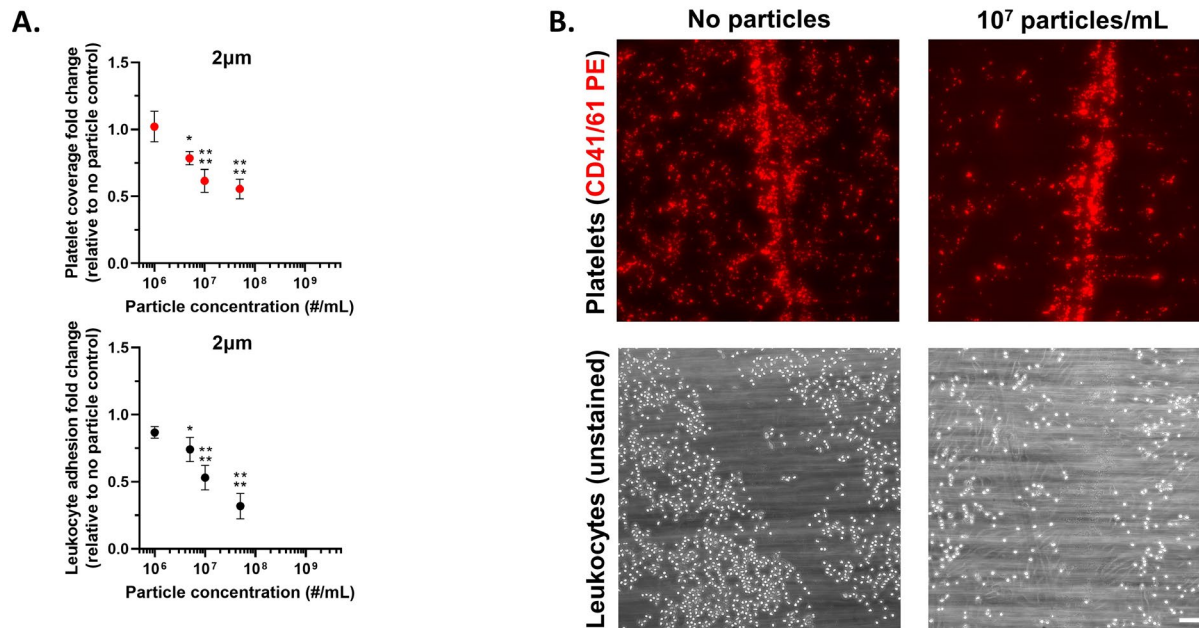 A.
2μm
Platelet coverage fold change
(relative to no particle control)
1.5
1.0
0.5
0.0
*
**
**
**
**
10⁶ 10⁷ 10⁸ 10⁹
Particle concentration (#/mL)
2μm
Leukocyte adhesion fold change
(relative to no particle control)
1.5
1.0
0.5
0.0
*
**
**
**
**
10⁶ 10⁷ 10⁸ 10⁹
Particle concentration (#/mL)
B.
No particles
10⁷ particles/mL
Platelets (CD41/61 PE)
Leukocytes (unstained)